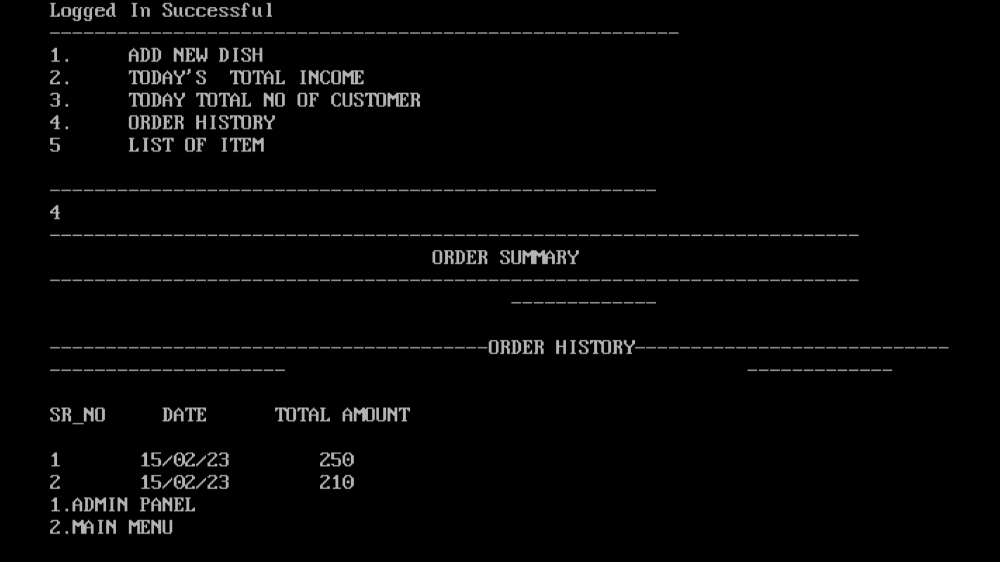 Logged In Successful
--------------------------------------------------------
1. ADD NEW DISH
2. TODAY'S  TOTAL INCOME
3. TODAY TOTAL NO OF CUSTOMER
4. ORDER HISTORY
5 LIST OF ITEM
------------------------------------------------------
4
------------------------------------------------------------------------
ORDER SUMMARY
------------------------------------------------------------------------
-------------
---------------------------------------ORDER HISTORY----------------------------
--------------------- -------------
SR_NO DATE TOTAL AMOUNT
1 15/02/23 250
2 15/02/23 210
1.ADMIN PANEL
2.MAIN MENU